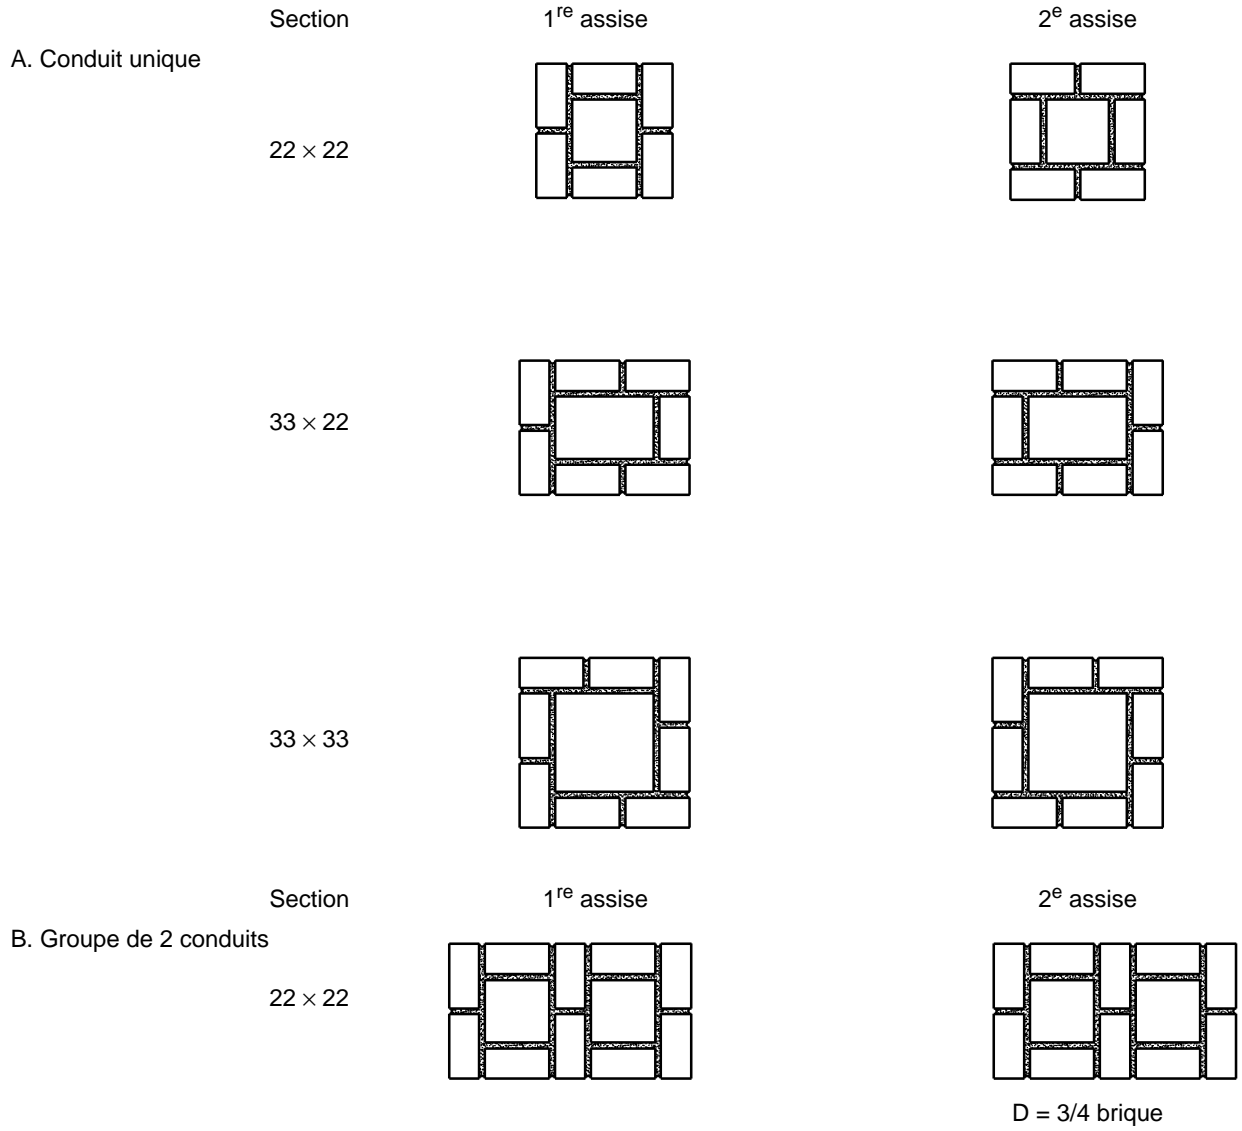 Section 1re assise 2e assise
A. Conduit unique
22 × 22
33 × 22
33 × 33
Section 1re assise 2e assise
B. Groupe de 2 conduits
22 × 22
D = 3/4 brique